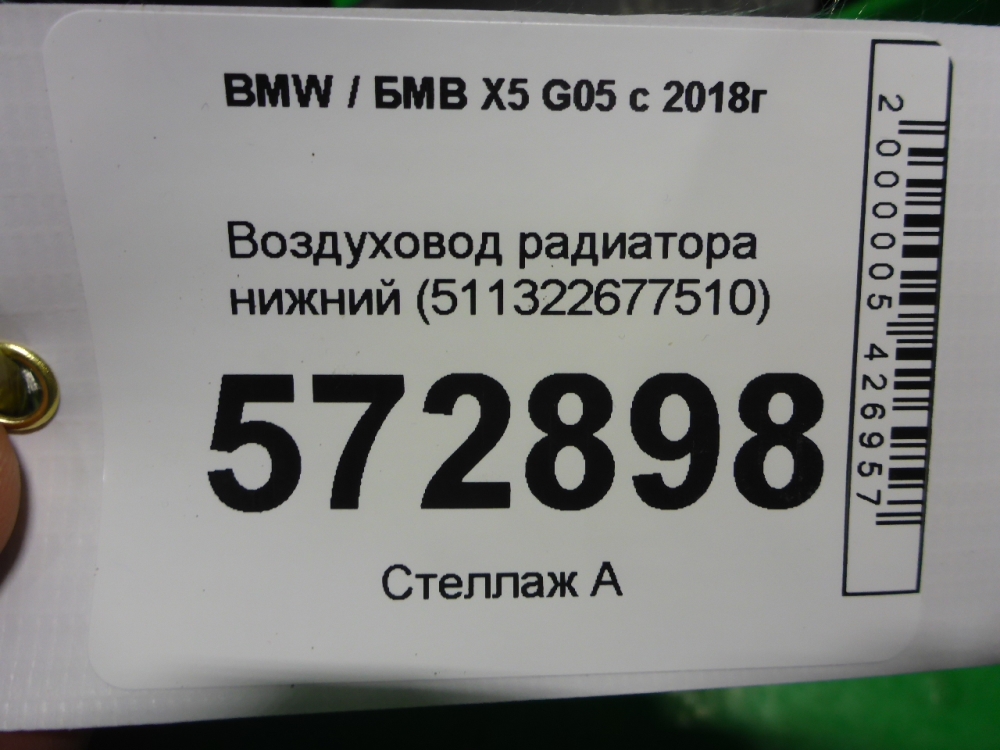 BMW / БМВ X5 G05 с 2018г
Воздуховод радиатора
нижний (511322677510)
572898
Стеллаж А
2000005426957